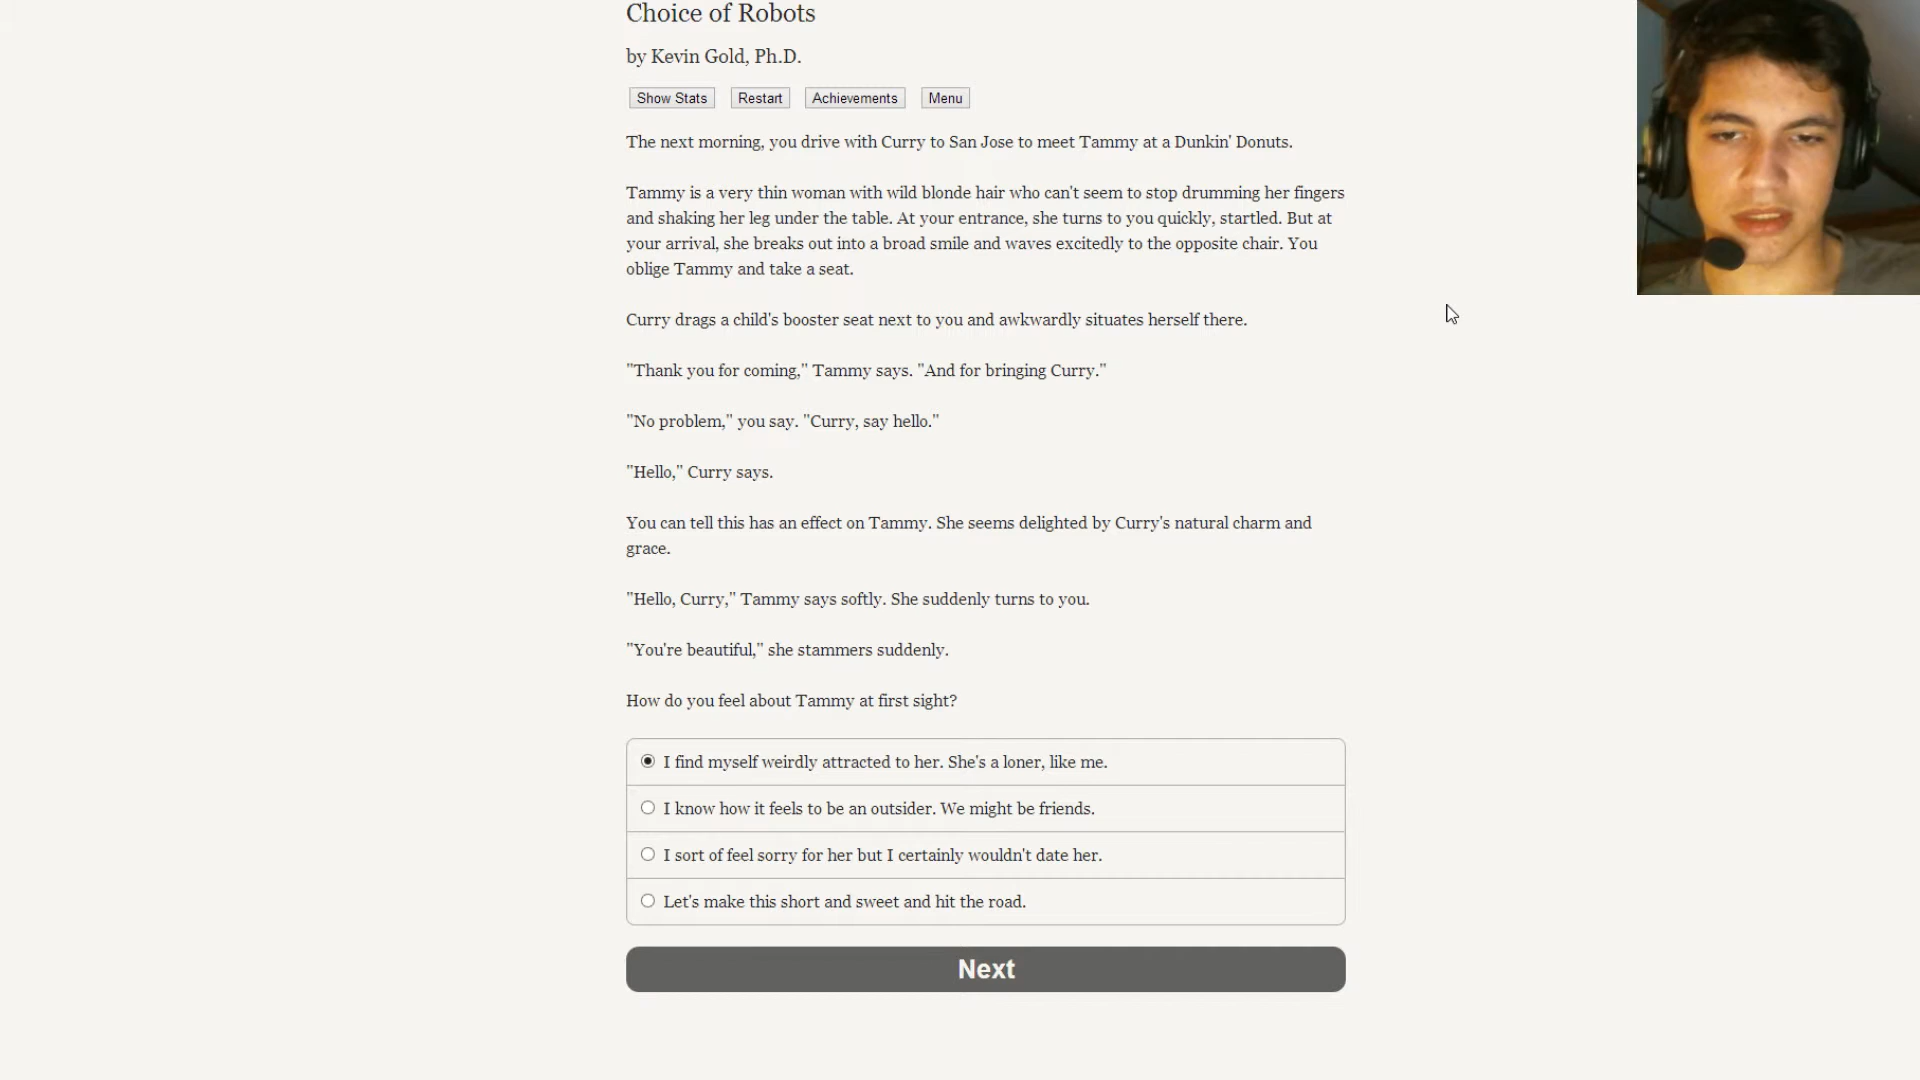 Choice of Robots
by Kevin Gold, Ph.D.
Show Stats Restart Achievements Menu
The next morning, you drive with Curry to San Jose to meet Tammy at a Dunkin' Donuts.
Tammy is a very thin woman with wild blonde hair who can't seem to stop drumming her fingers
and shaking her leg under the table. At your entrance, she turns to you quickly, startled. But at
your arrival, she breaks out into a broad smile and waves excitedly to the opposite chair. You
oblige Tammy and take a seat.
Curry drags a child's booster seat next to you and awkwardly situates herself there.
"Thank you for coming," Tammy says. "And for bringing Curry."
"No problem," you say. "Curry, say hello."
"Hello," Curry says.
You can tell this has an effect on Tammy. She seems delighted by Curry's natural charm and
grace.
"Hello, Curry," Tammy says softly. She suddenly turns to you.
"You're beautiful," she stammers suddenly.
How do you feel about Tammy at first sight?
I find myself weirdly attracted to her. She's a loner, like me.
I know how it feels to be an outsider. We might be friends.
I sort of feel sorry for her but I certainly wouldn't date her.
Let's make this short and sweet and hit the road.
Next